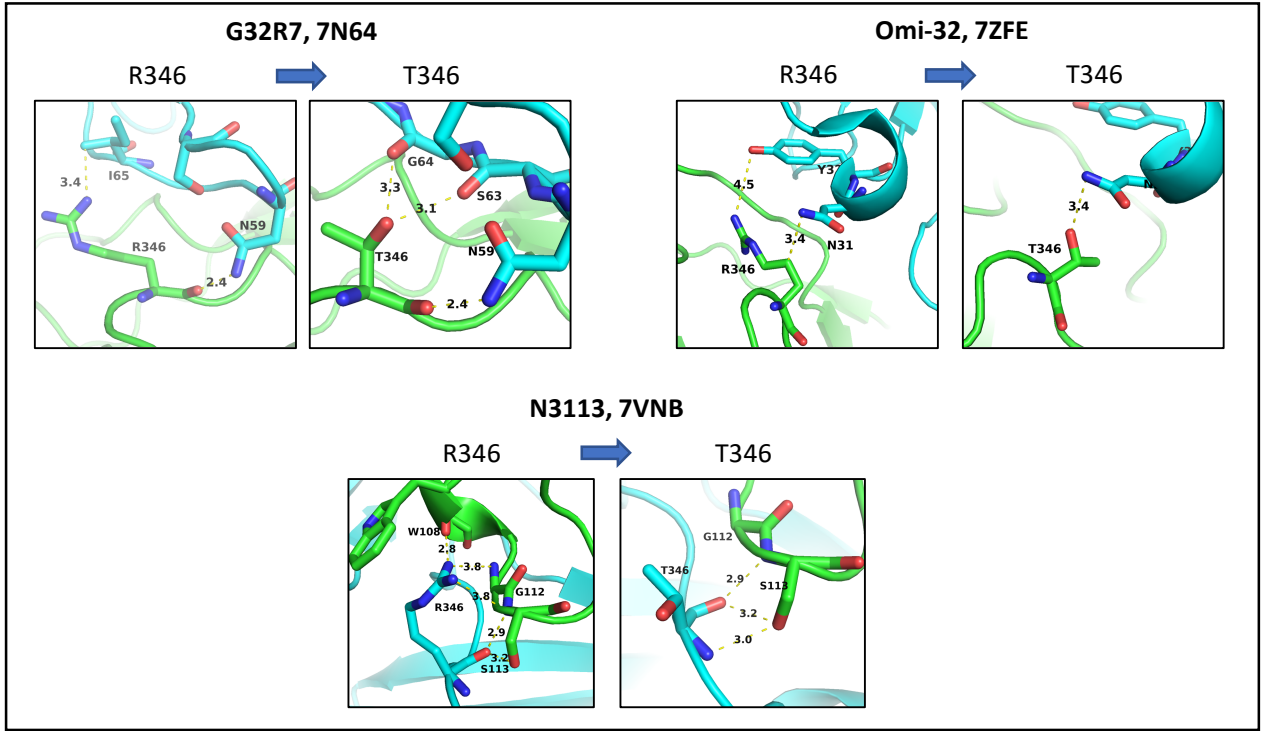 G32R7, 7N64
R346
T346
3.4
I65
N59
R346
2.4
G64
3.3
S63
3.1
T346
N59
2.4
Omi-32, 7ZFE
R346
T346
4.5
N31
3.4
R346
3.4
T346
N3113, 7VNB
R346
T346
W108
2.8
3.8
3.8
G112
R346
2.9
3.2
S113
G112
T346
2.9
S113
3.2
3.0